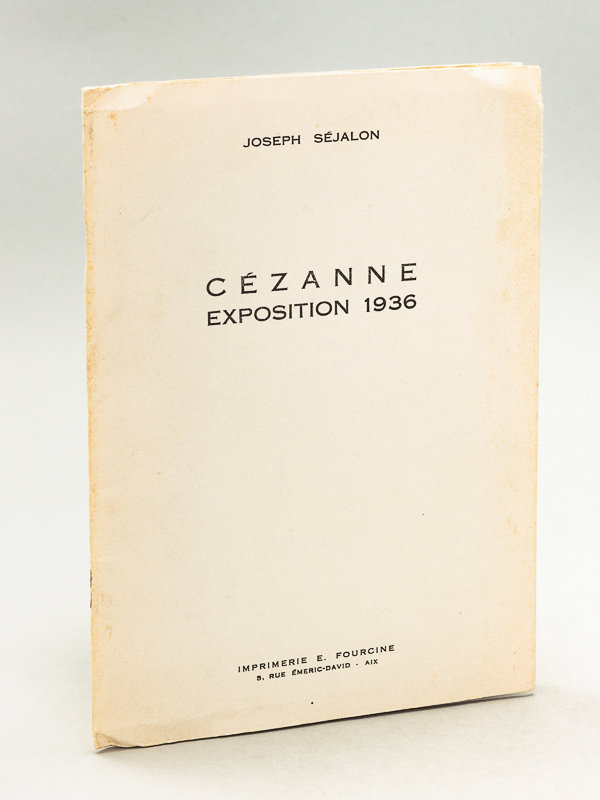 JOSEPH SÉJALON
CÉZANNE
EXPOSITION 1936
IMPRIMERIE E. FOURCINE
5, RUE ÉMERIC-DAVID - AIX